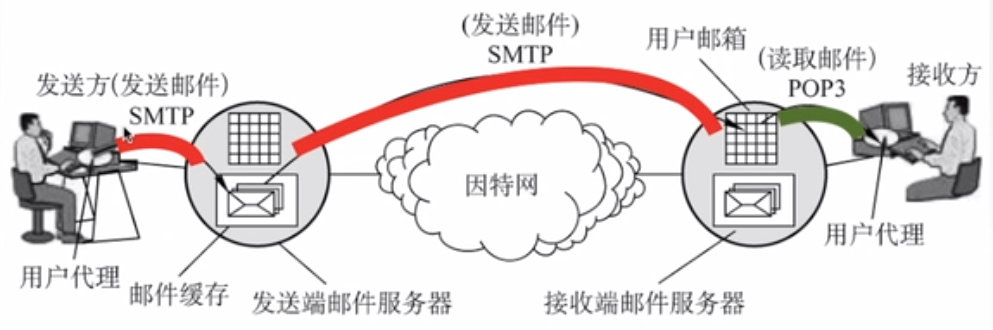 (发送邮件)
SMTP
用户邮箱
(读取邮件)
POP3
接收方
发送方(发送邮件)
SMTP
因特网
用户代理
邮件缓存
发送端邮件服务器
接收端邮件服务器
用户代理